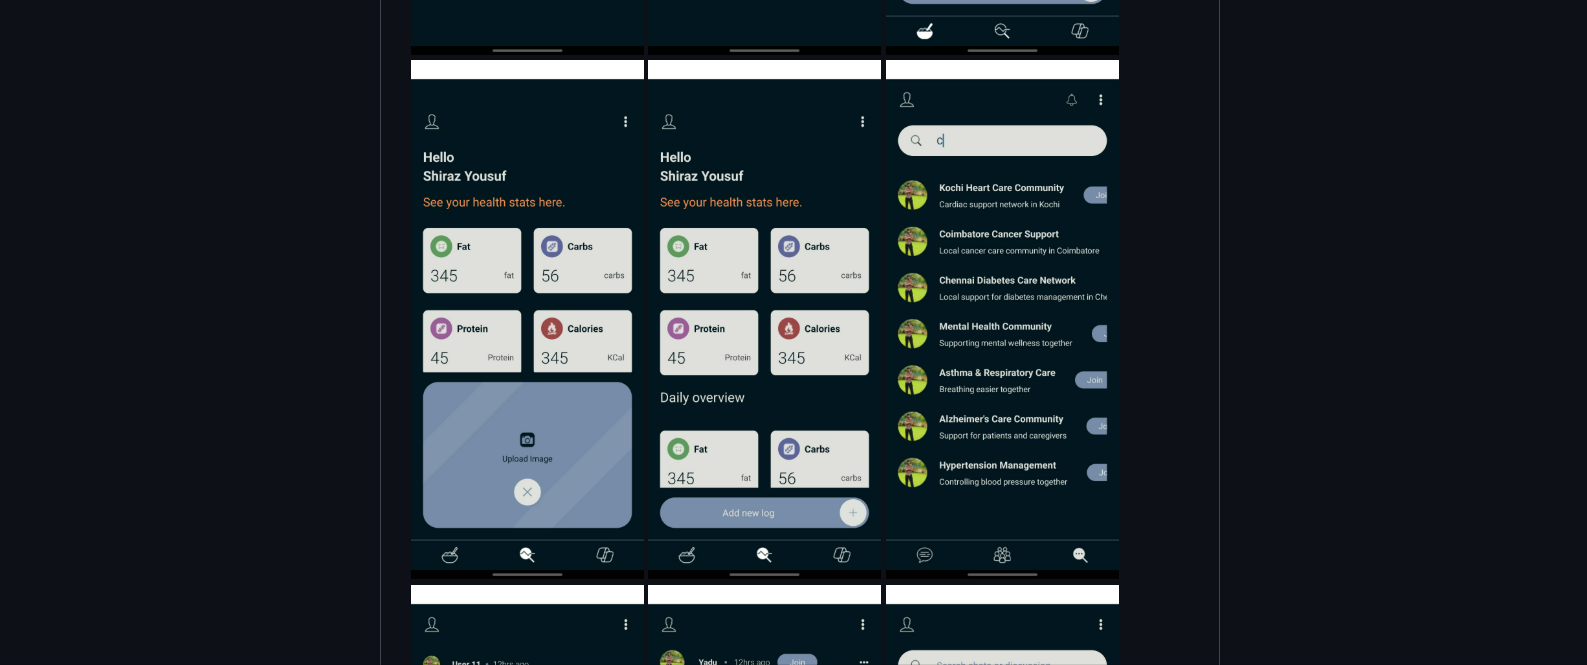 Hello
Shiraz Yousuf
See your health stats here.
Fat
345 fat
Carbs
56 carbs
Protein
45 Protein
Calories
345 KCal
Upload Image
Hello
Shiraz Yousuf
See your health stats here.
Fat
345 fat
Carbs
56 carbs
Protein
45 Protein
Calories
345 KCal
Daily overview
Fat
345 fat
Carbs
56 carbs
Add new log
c
Kochi Heart Care Community
Cardiac support network in Kochi
Joi
Coimbatore Cancer Support
Local cancer care community in Coimbatore
Chennai Diabetes Care Network
Local support for diabetes management in Che
Mental Health Community
Supporting mental wellness together
Asthma & Respiratory Care
Breathing easier together
Join
Alzheimer's Care Community
Support for patients and caregivers
Jo
Hypertension Management
Controlling blood pressure together
Jo
User 11 • 12hrs ago
Yadu • 12hrs ago Join
Search chats or discussion